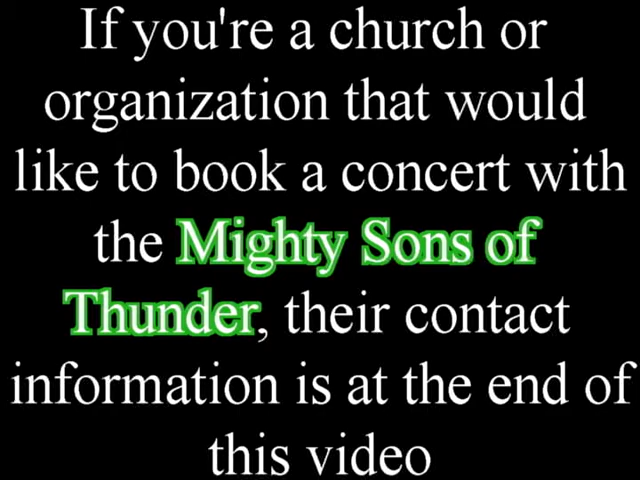 If you're a church or
organization that would
like to book a concert with
the Mighty Sons of
Thunder, their contact
information is at the end of
this video